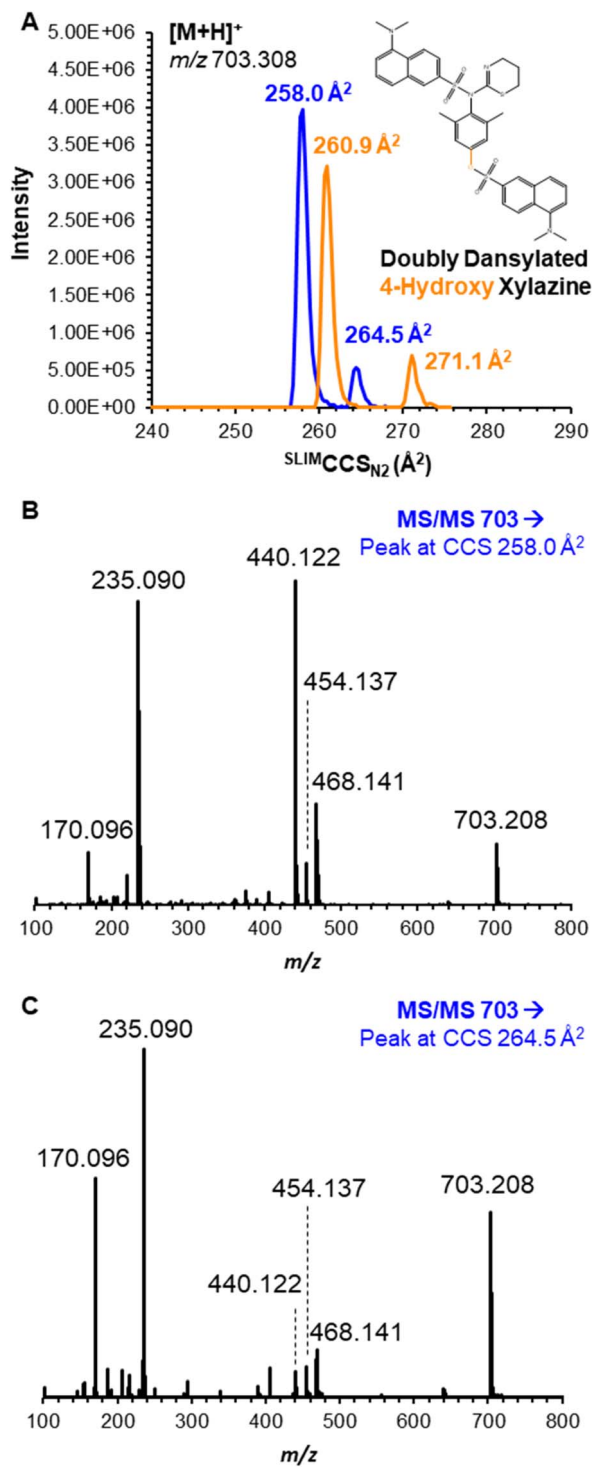 A
[M+H]+
m/z 703.308
5.00E+06
4.50E+06
4.00E+06
3.50E+06
3.00E+06
2.50E+06
2.00E+06
1.50E+06
1.00E+06
5.00E+05
0.00E+00
Intensity
258.0 Å2
260.9 Å2
264.5 Å2
271.1 Å2
N
O
S
O
N
N
S
O
S
O
O
N
Doubly Dansylated
4-Hydroxy Xylazine
240 250 260 270 280 290
SLIMCCSN2 (Å2)
B
MS/MS 703 →
Peak at CCS 258.0 Å2
440.122
235.090
454.137
468.141
170.096
703.208
100 200 300 400 500 600 700 800
m/z
C
MS/MS 703 →
Peak at CCS 264.5 Å2
235.090
170.096
454.137
703.208
440.122
468.141
100 200 300 400 500 600 700 800
m/z